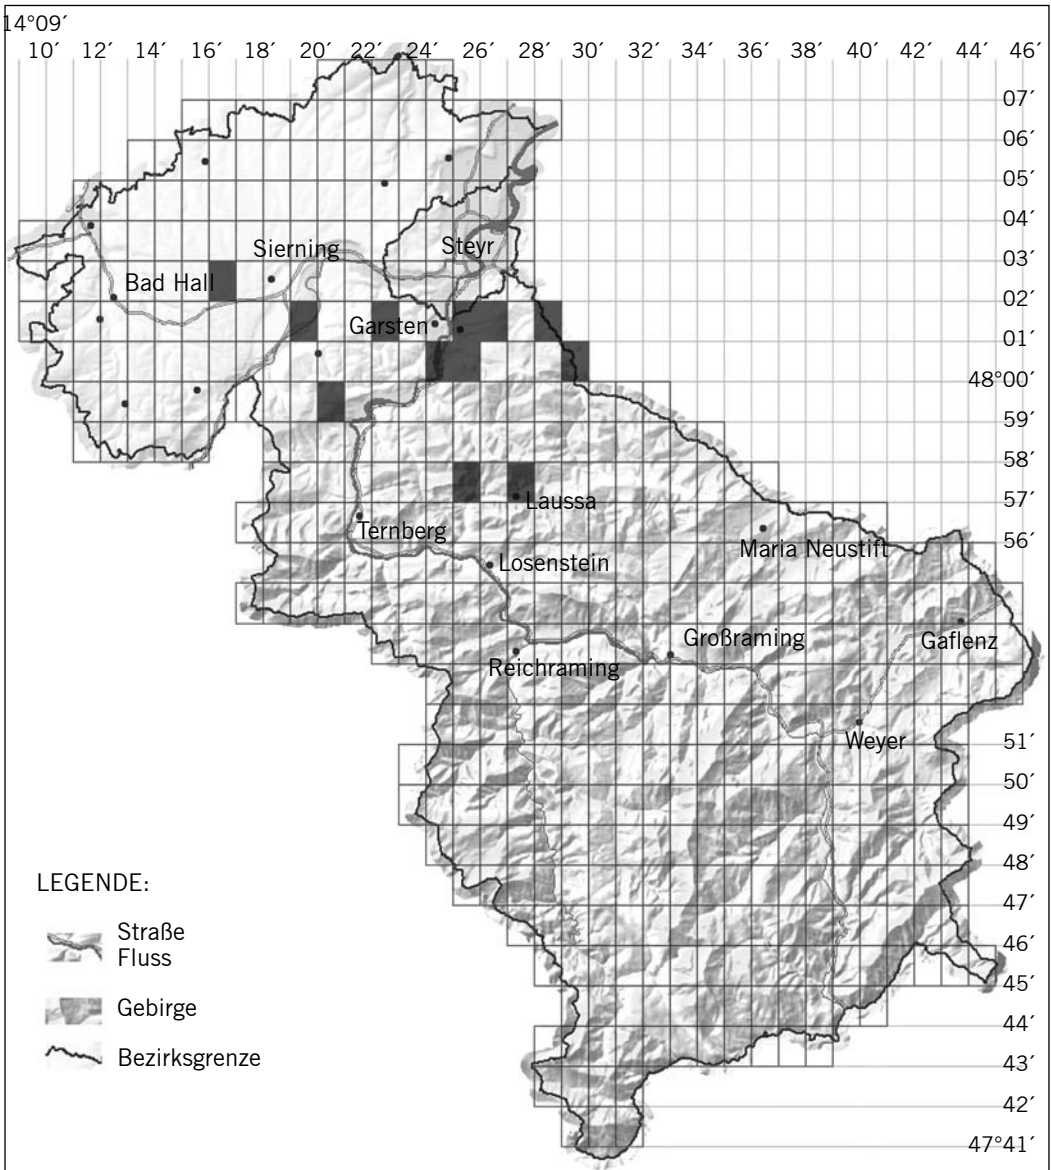 14°09′
10′ 12′ 14′ 16′ 18′ 20′ 22′ 24′ 26′ 28′ 30′ 32′ 34′ 36′ 38′ 40′ 42′ 44′ 46′
07′
06′
05′
04′
Sierning Steyr
03′
Bad Hall
02′
Garsten
01′
48°00′
59′
58′
Laussa 57′
Ternberg
Maria Neustift 56′
Losenstein
Großraming Gaflenz
Reichraming
Weyer 51′
50′
49′
48′
LEGENDE:
47′
Straße
Fluss
46′
45′
Gebirge
44′
Bezirksgrenze
43′
42′
47°41′